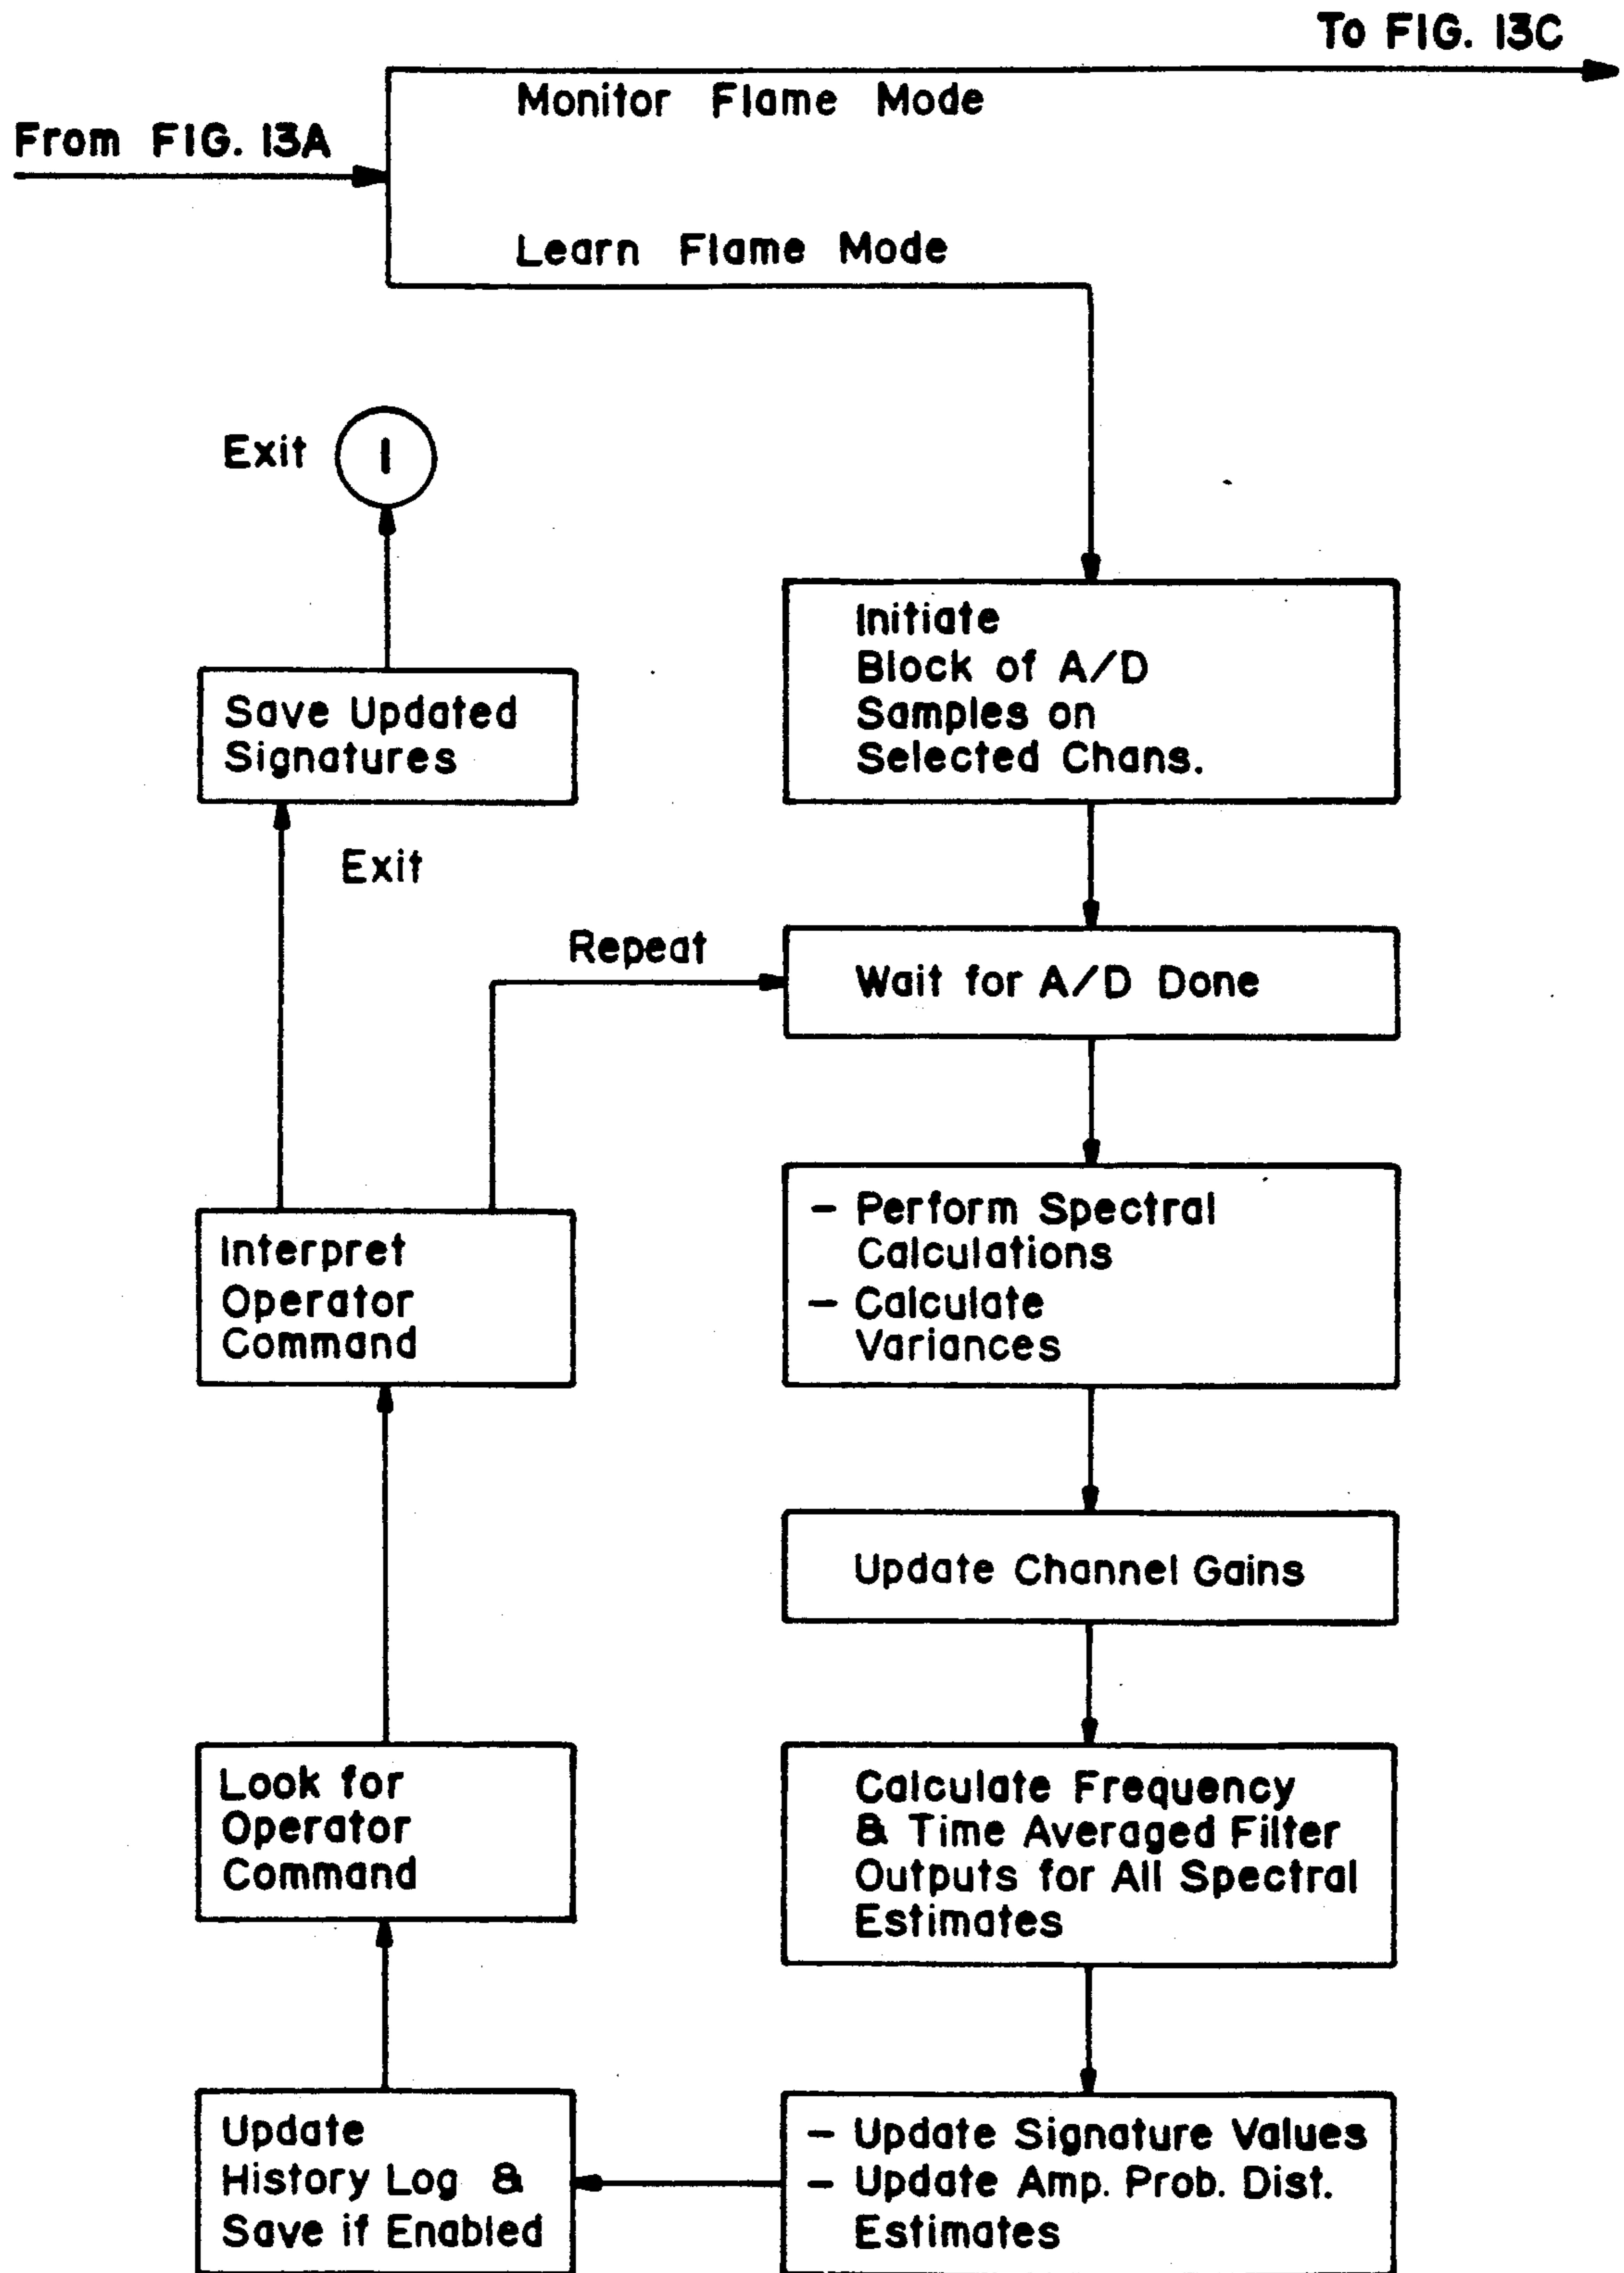 To FIG. 13C
Monitor Flame Mode
From FIG. 13A
Learn Flame Mode
Exit 1
Initiate
Block of A/D
Samples on
Selected Chans.
Save Updated
Signatures
Exit
Repeat
Wait for A/D Done
- Perform Spectral
Calculations
- Calculate
Variances
Interpret
Operator
Command
Update Channel Gains
Look for
Operator
Command
Calculate Frequency
& Time Averaged Filter
Outputs for All Spectral
Estimates
Update
History Log &
Save if Enabled
- Update Signature Values
- Update Amp. Prob. Dist.
Estimates